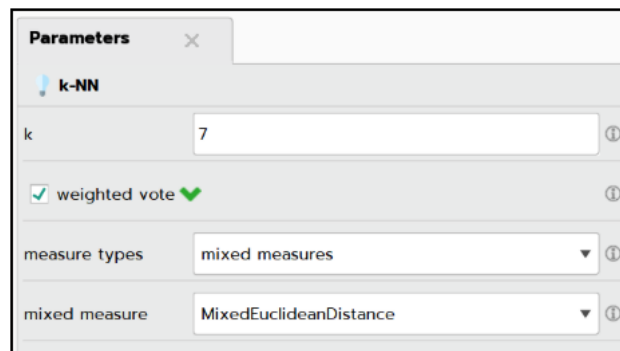 Parameters
k-NN
k 7
weighted vote
measure types mixed measures
mixed measure MixedEuclideanDistance